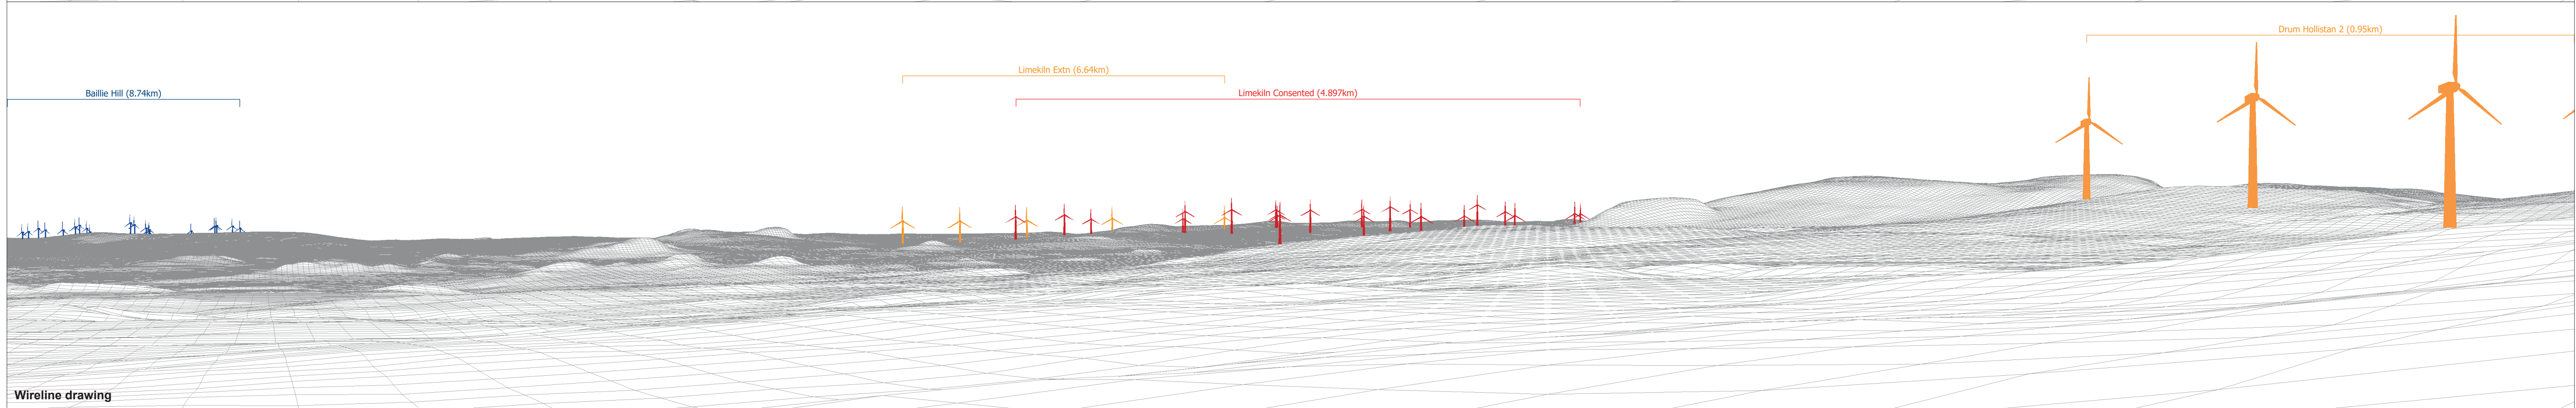 Drum Hollistan 2 (0.95km)
Limekiln Extn (6.64km)
Baillie Hill (8.74km)
Limekiln Consented (4.897km)
Wireline drawing